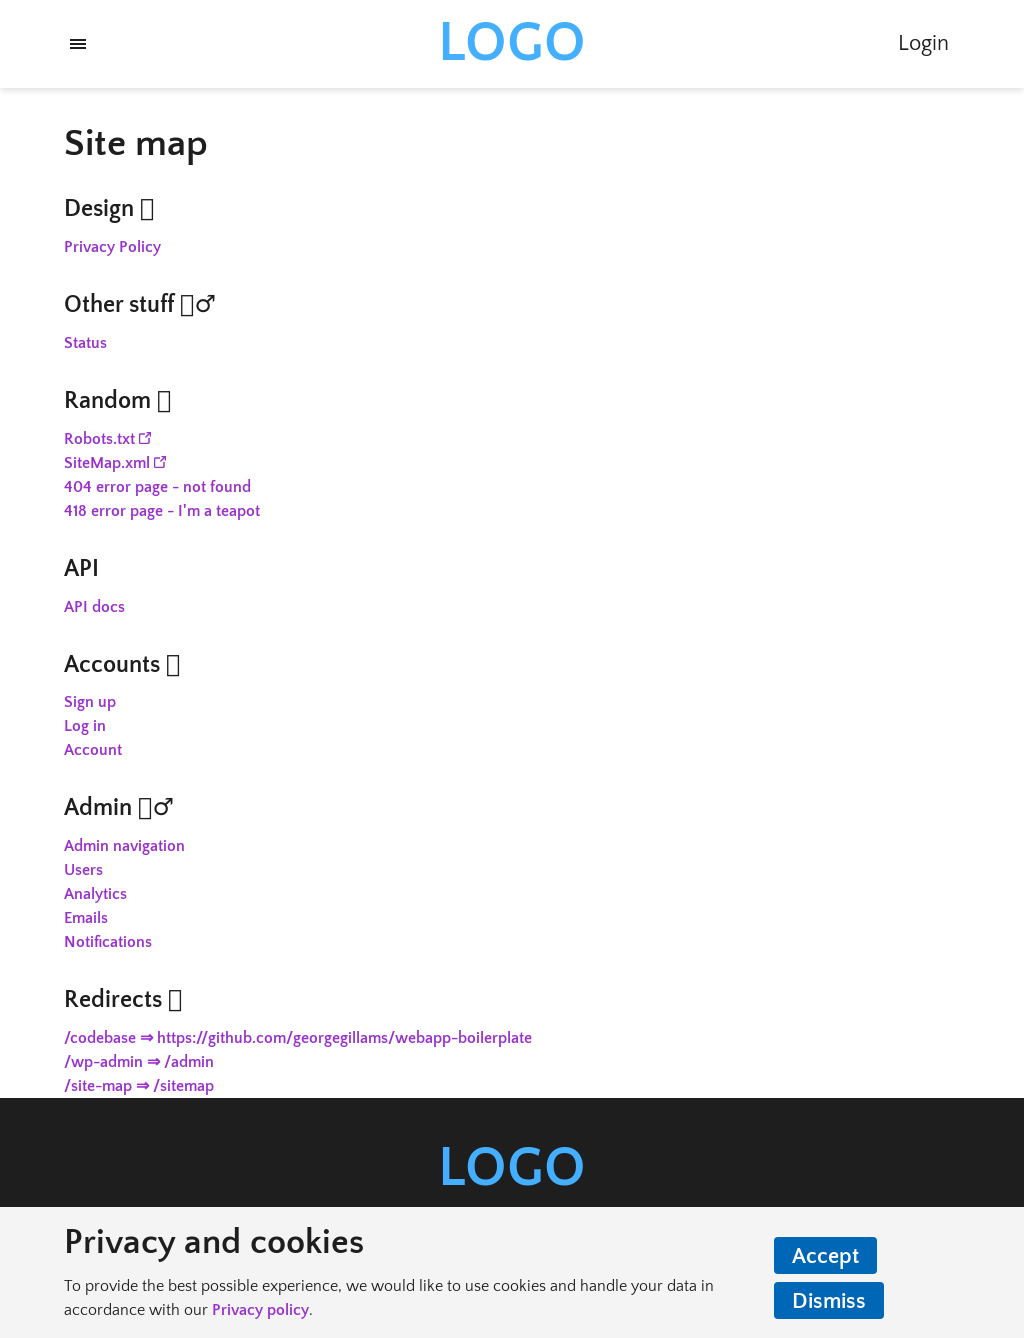 LOGO
Login
Site map
Design
Privacy Policy
Other stuff ♂
Status
Random
Robots.txt
SiteMap.xml
404 error page - not found
418 error page - I'm a teapot
API
API docs
Accounts
Sign up
Log in
Account
Admin ♂
Admin navigation
Users
Analytics
Emails
Notifications
Redirects
/codebase ⇒ https://github.com/georgegillams/webapp-boilerplate
/wp-admin ⇒ /admin
/site-map ⇒ /sitemap
LOGO
Privacy and cookies
To provide the best possible experience, we would like to use cookies and handle your data in
accordance with our Privacy policy.
Accept
Dismiss